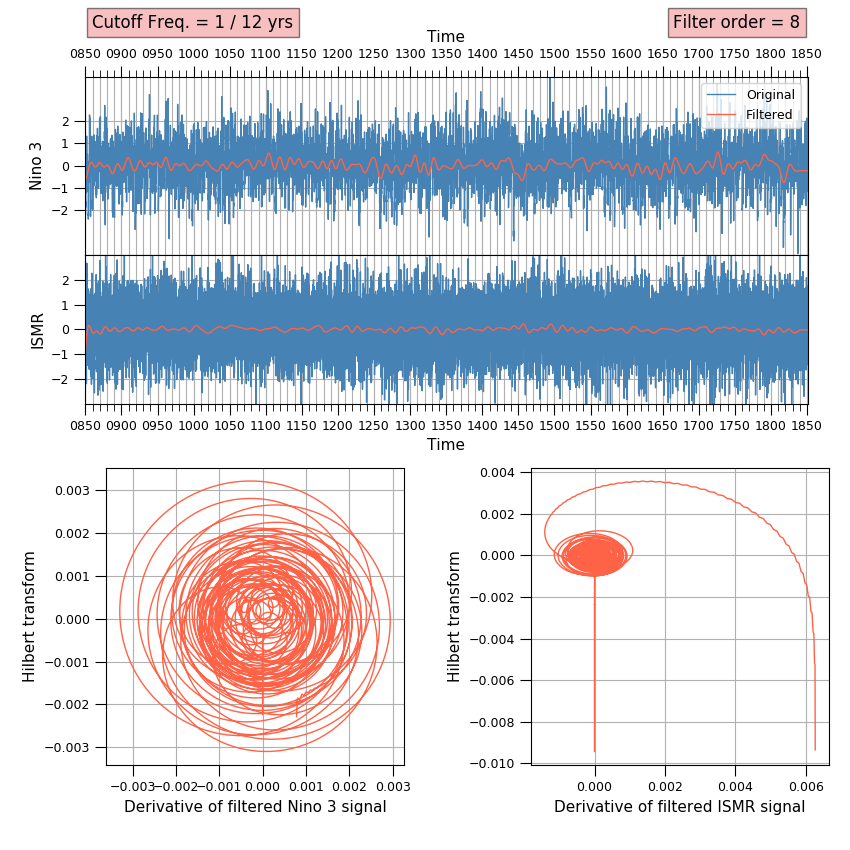 Cutoff Freq. = 1 / 12 yrs
Filter order = 8
Time
0850 0900 0950 1000 1050 1100 1150 1200 1250 1300 1350 1400 1450 1500 1550 1600 1650 1700 1750 1800 1850
Original
Filtered
Nino 3
2
1
0
−1
−2
ISMR
2
1
0
−1
−2
0850 0900 0950 1000 1050 1100 1150 1200 1250 1300 1350 1400 1450 1500 1550 1600 1650 1700 1750 1800 1850
Time
Hilbert transform
0.003
0.002
0.001
0.000
−0.001
−0.002
−0.003
−0.003 −0.002 −0.001 0.000 0.001 0.002 0.003
Derivative of filtered Nino 3 signal
Hilbert transform
0.004
0.002
0.000
−0.002
−0.004
−0.006
−0.008
−0.010
0.000 0.002 0.004 0.006
Derivative of filtered ISMR signal